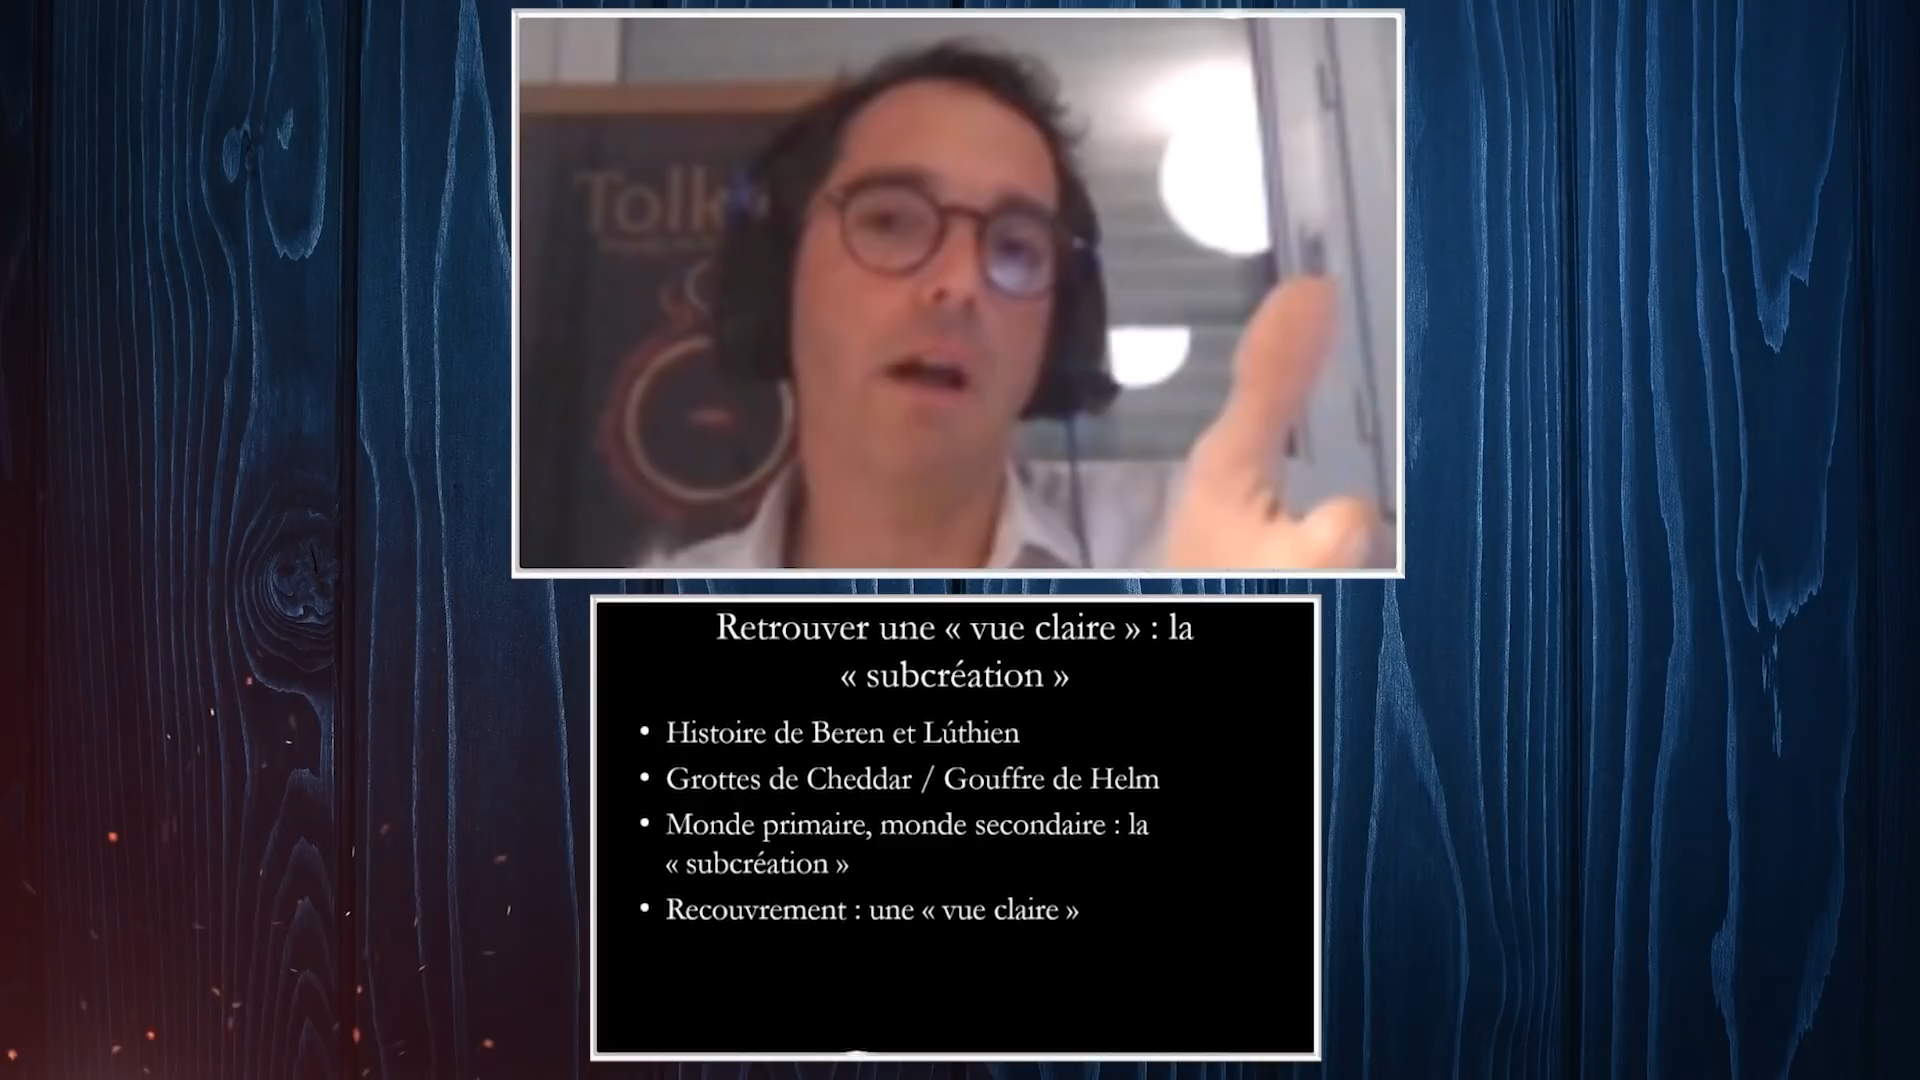 Tolk
Retrouver une « vue claire » : la
« subcréation »
• Histoire de Beren et Lúthien
• Grottes de Cheddar / Gouffre de Helm
• Monde primaire, monde secondaire : la
« subcréation »
• Recouvrement : une « vue claire »